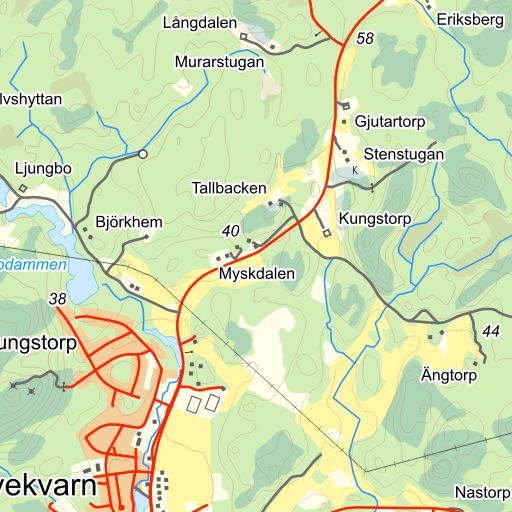 Eriksberg
Långdalen
58
Murarstugan
lvshyttan
Gjutartorp
Stenstugan
Ljungbo
K
Tallbacken
Björkhem
40
Kungstorp
odammen
Myskdalen
38
44
ungstorp
Ängtorp
vekvarn
Nastorp